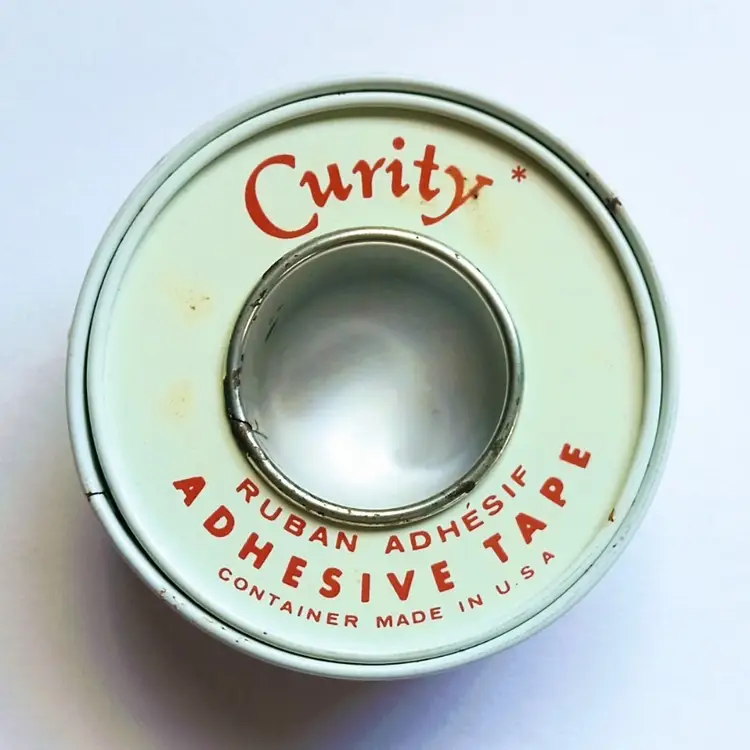 Curity*
RUBAN ADHÉSIF
ADHESIVE TAPE
CONTAINER MADE IN U.S.A